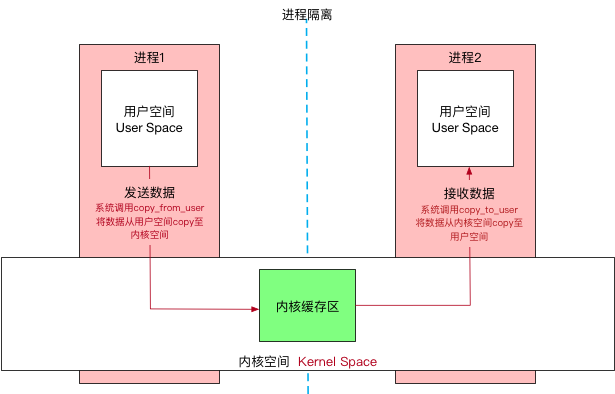 进程隔离
进程1
用户空间
User Space
发送数据
系统调用copy_from_user
将数据从用户空间copy至
内核空间
进程2
用户空间
User Space
接收数据
系统调用copy_to_user
将数据从内核空间copy至
用户空间
内核缓存区
内核空间 Kernel Space